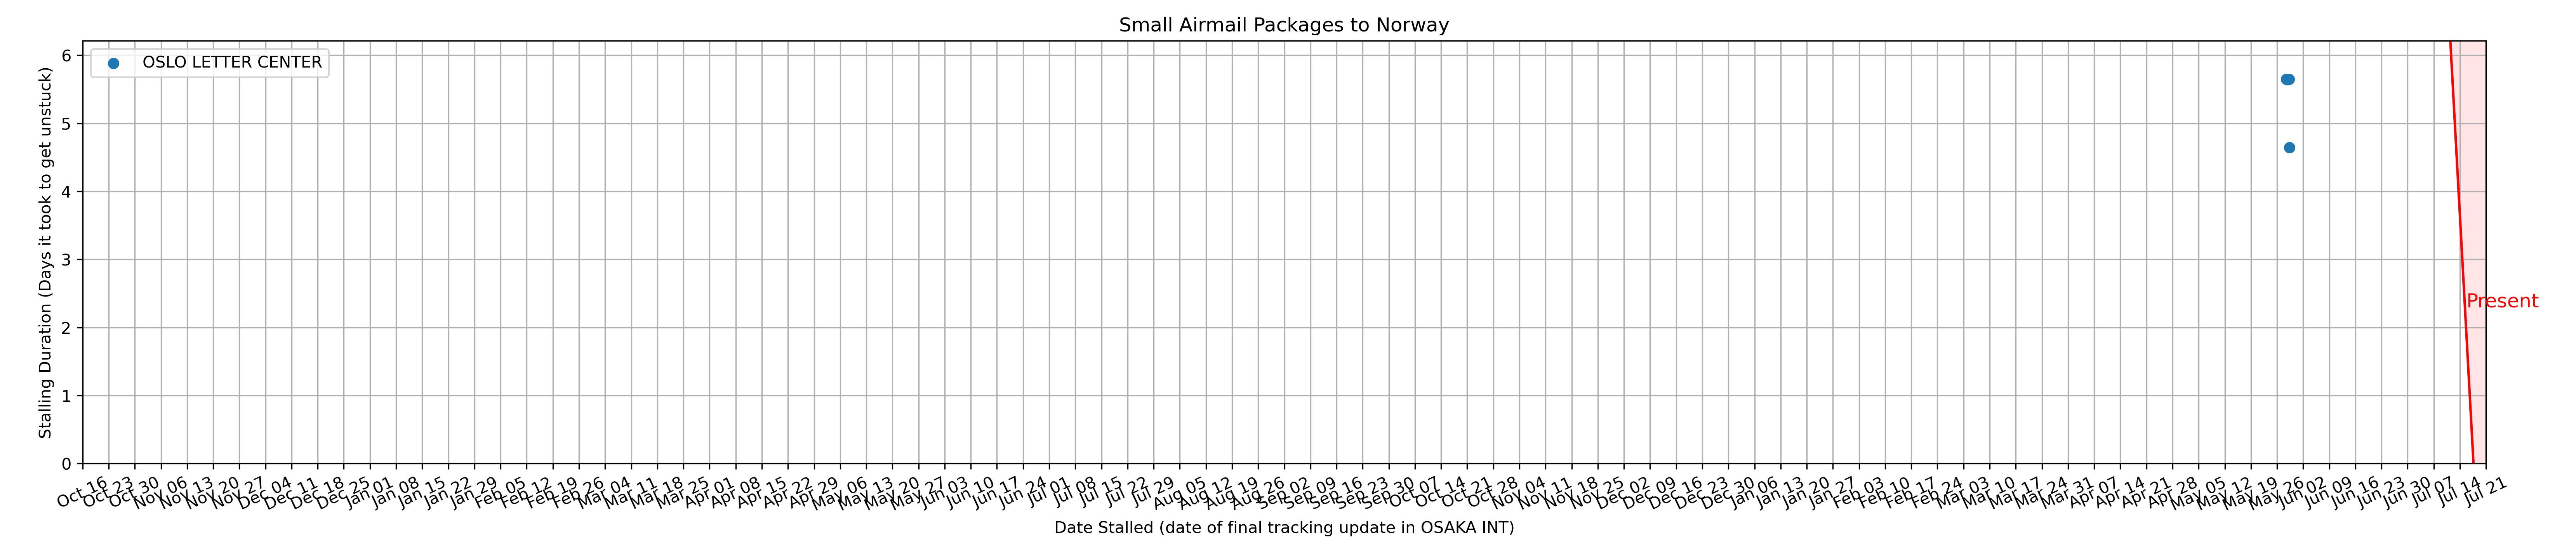 Small Airmail Packages to Norway
OSLO LETTER CENTER
Stalling Duration (Days it took to get unstuck)
6
5
4
3
2
1
0
Present
Oct 16 Oct 23 Oct 30 Nov 06 Nov 13 Nov 20 Nov 27 Dec 04 Dec 11 Dec 18 Dec 25 Jan 01 Jan 08 Jan 15 Jan 22 Jan 29 Feb 05 Feb 12 Feb 19 Feb 26 Mar 04 Mar 11 Mar 18 Mar 25 Apr 01 Apr 08 Apr 15 Apr 22 Apr 29 May 06 May 13 May 20 May 27 Jun 03 Jun 10 Jun 17 Jun 24 Jul 01 Jul 08 Jul 15 Jul 22 Jul 29 Aug 05 Aug 12 Aug 19 Aug 26 Sep 02 Sep 09 Sep 16 Sep 23 Sep 30 Oct 07 Oct 14 Oct 21 Oct 28 Nov 04 Nov 11 Nov 18 Nov 25 Dec 02 Dec 09 Dec 16 Dec 23 Dec 30 Jan 06 Jan 13 Jan 20 Jan 27 Feb 03 Feb 10 Feb 17 Feb 24 Mar 03 Mar 10 Mar 17 Mar 24 Mar 31 Apr 07 Apr 14 Apr 21 Apr 28 May 05 May 12 May 19 May 26 Jun 02 Jun 09 Jun 16 Jun 23 Jun 30 Jul 07 Jul 14 Jul 21
Date Stalled (date of final tracking update in OSAKA INT)